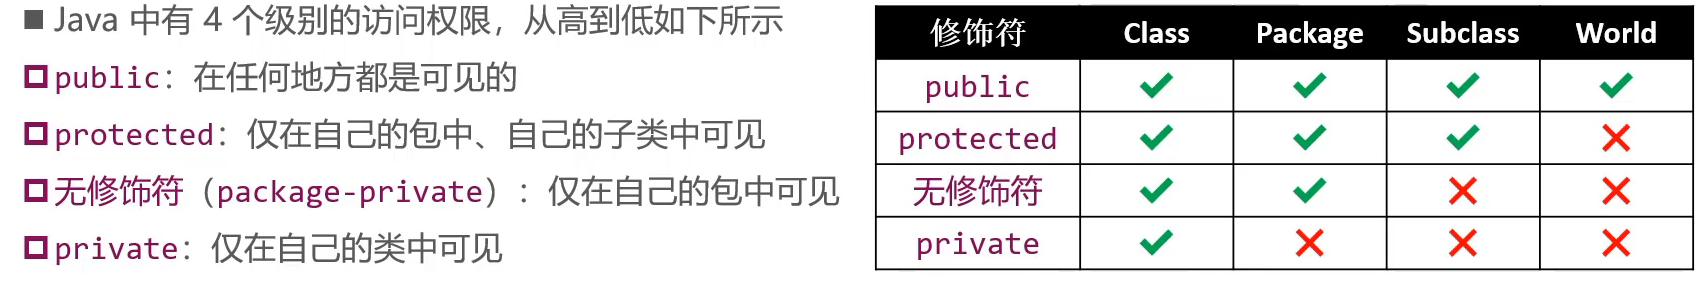 Java 中有 4 个级别的访问权限，从高到低如下所示
public：在任何地方都是可见的
protected：仅在自己的包中、自己的子类中可见
无修饰符（package-private）：仅在自己的包中可见
private：仅在自己的类中可见
修饰符 Class Package Subclass World
public ✓ ✓ ✓ ✓
protected ✓ ✓ ✓ ✗
无修饰符 ✓ ✓ ✗ ✗
private ✓ ✗ ✗ ✗